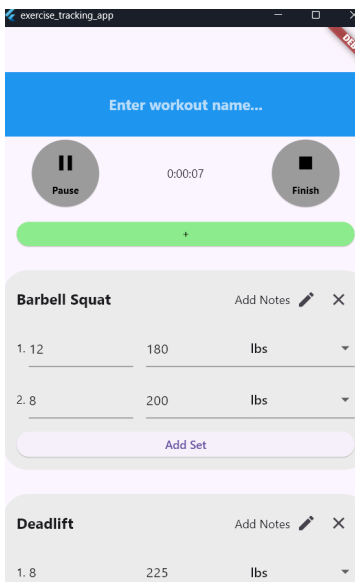 exercise_tracking_app
Enter workout name...
Pause
0:00:07
Finish
+
Barbell Squat Add Notes
1. 12 180 lbs
2. 8 200 lbs
Add Set
Deadlift Add Notes
1. 8 225 lbs